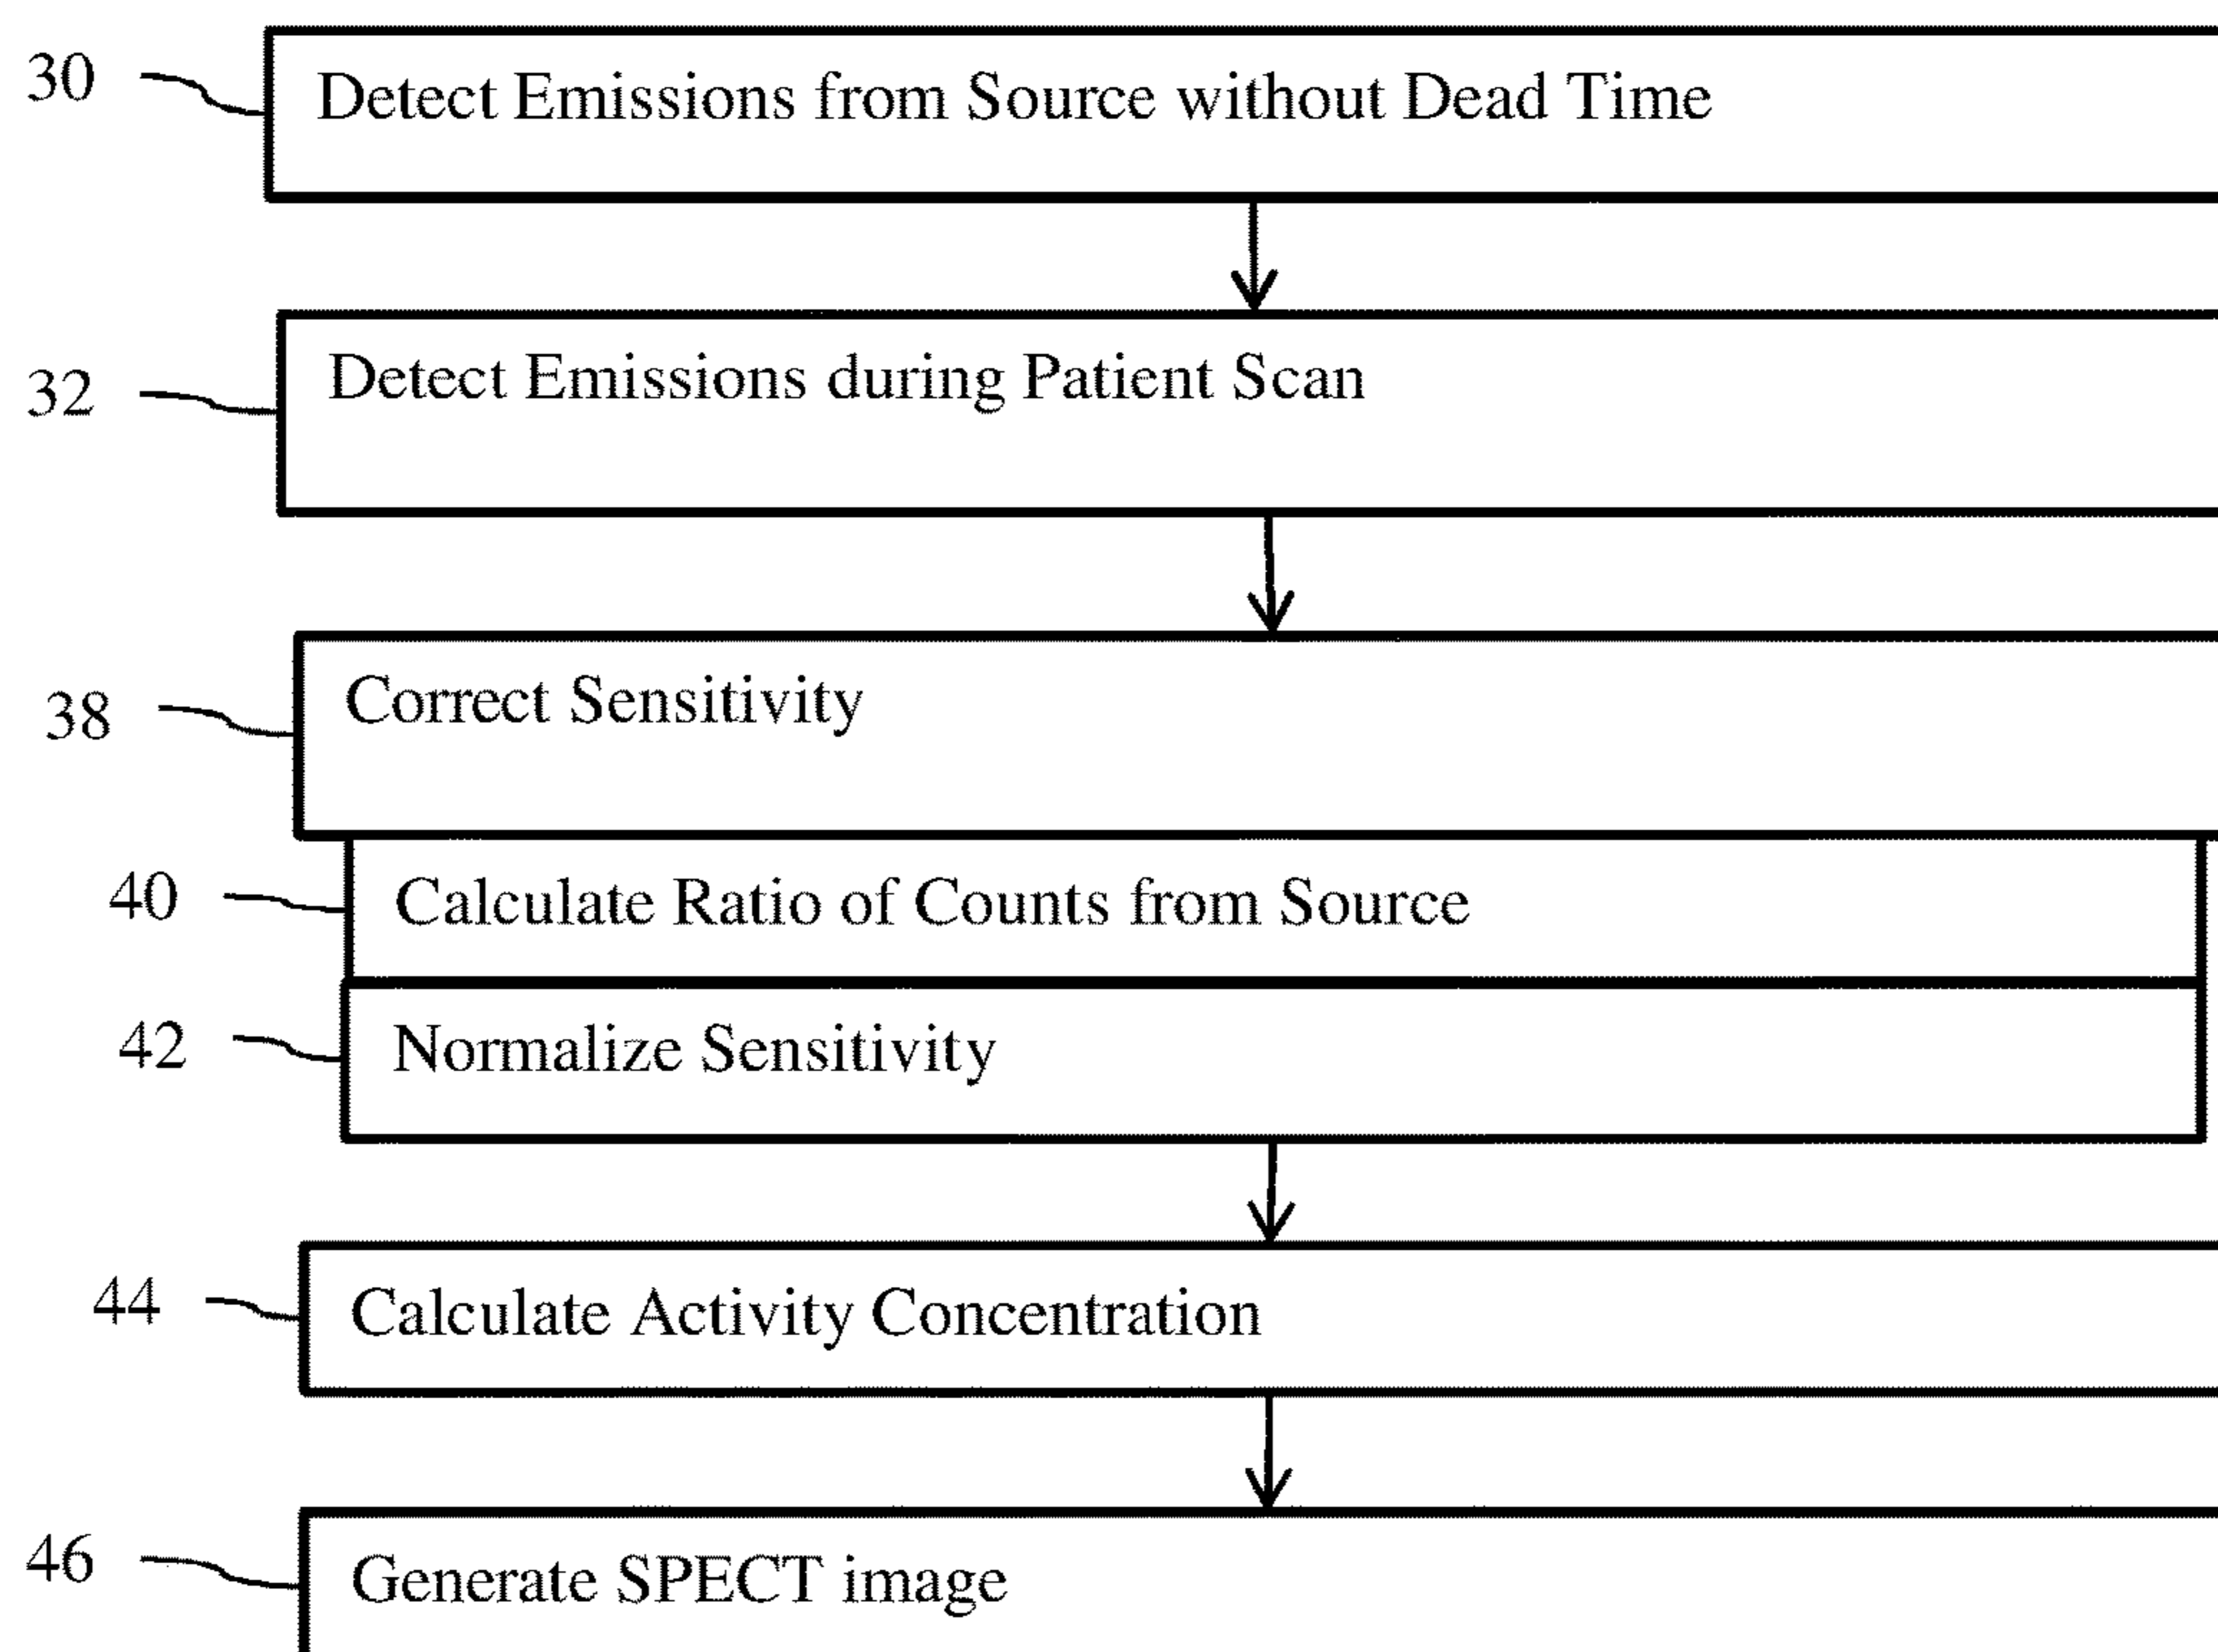 30 Detect Emissions from Source without Dead Time
32 Detect Emissions during Patient Scan
38 Correct Sensitivity
40 Calculate Ratio of Counts from Source
42 Normalize Sensitivity
44 Calculate Activity Concentration
46 Generate SPECT image